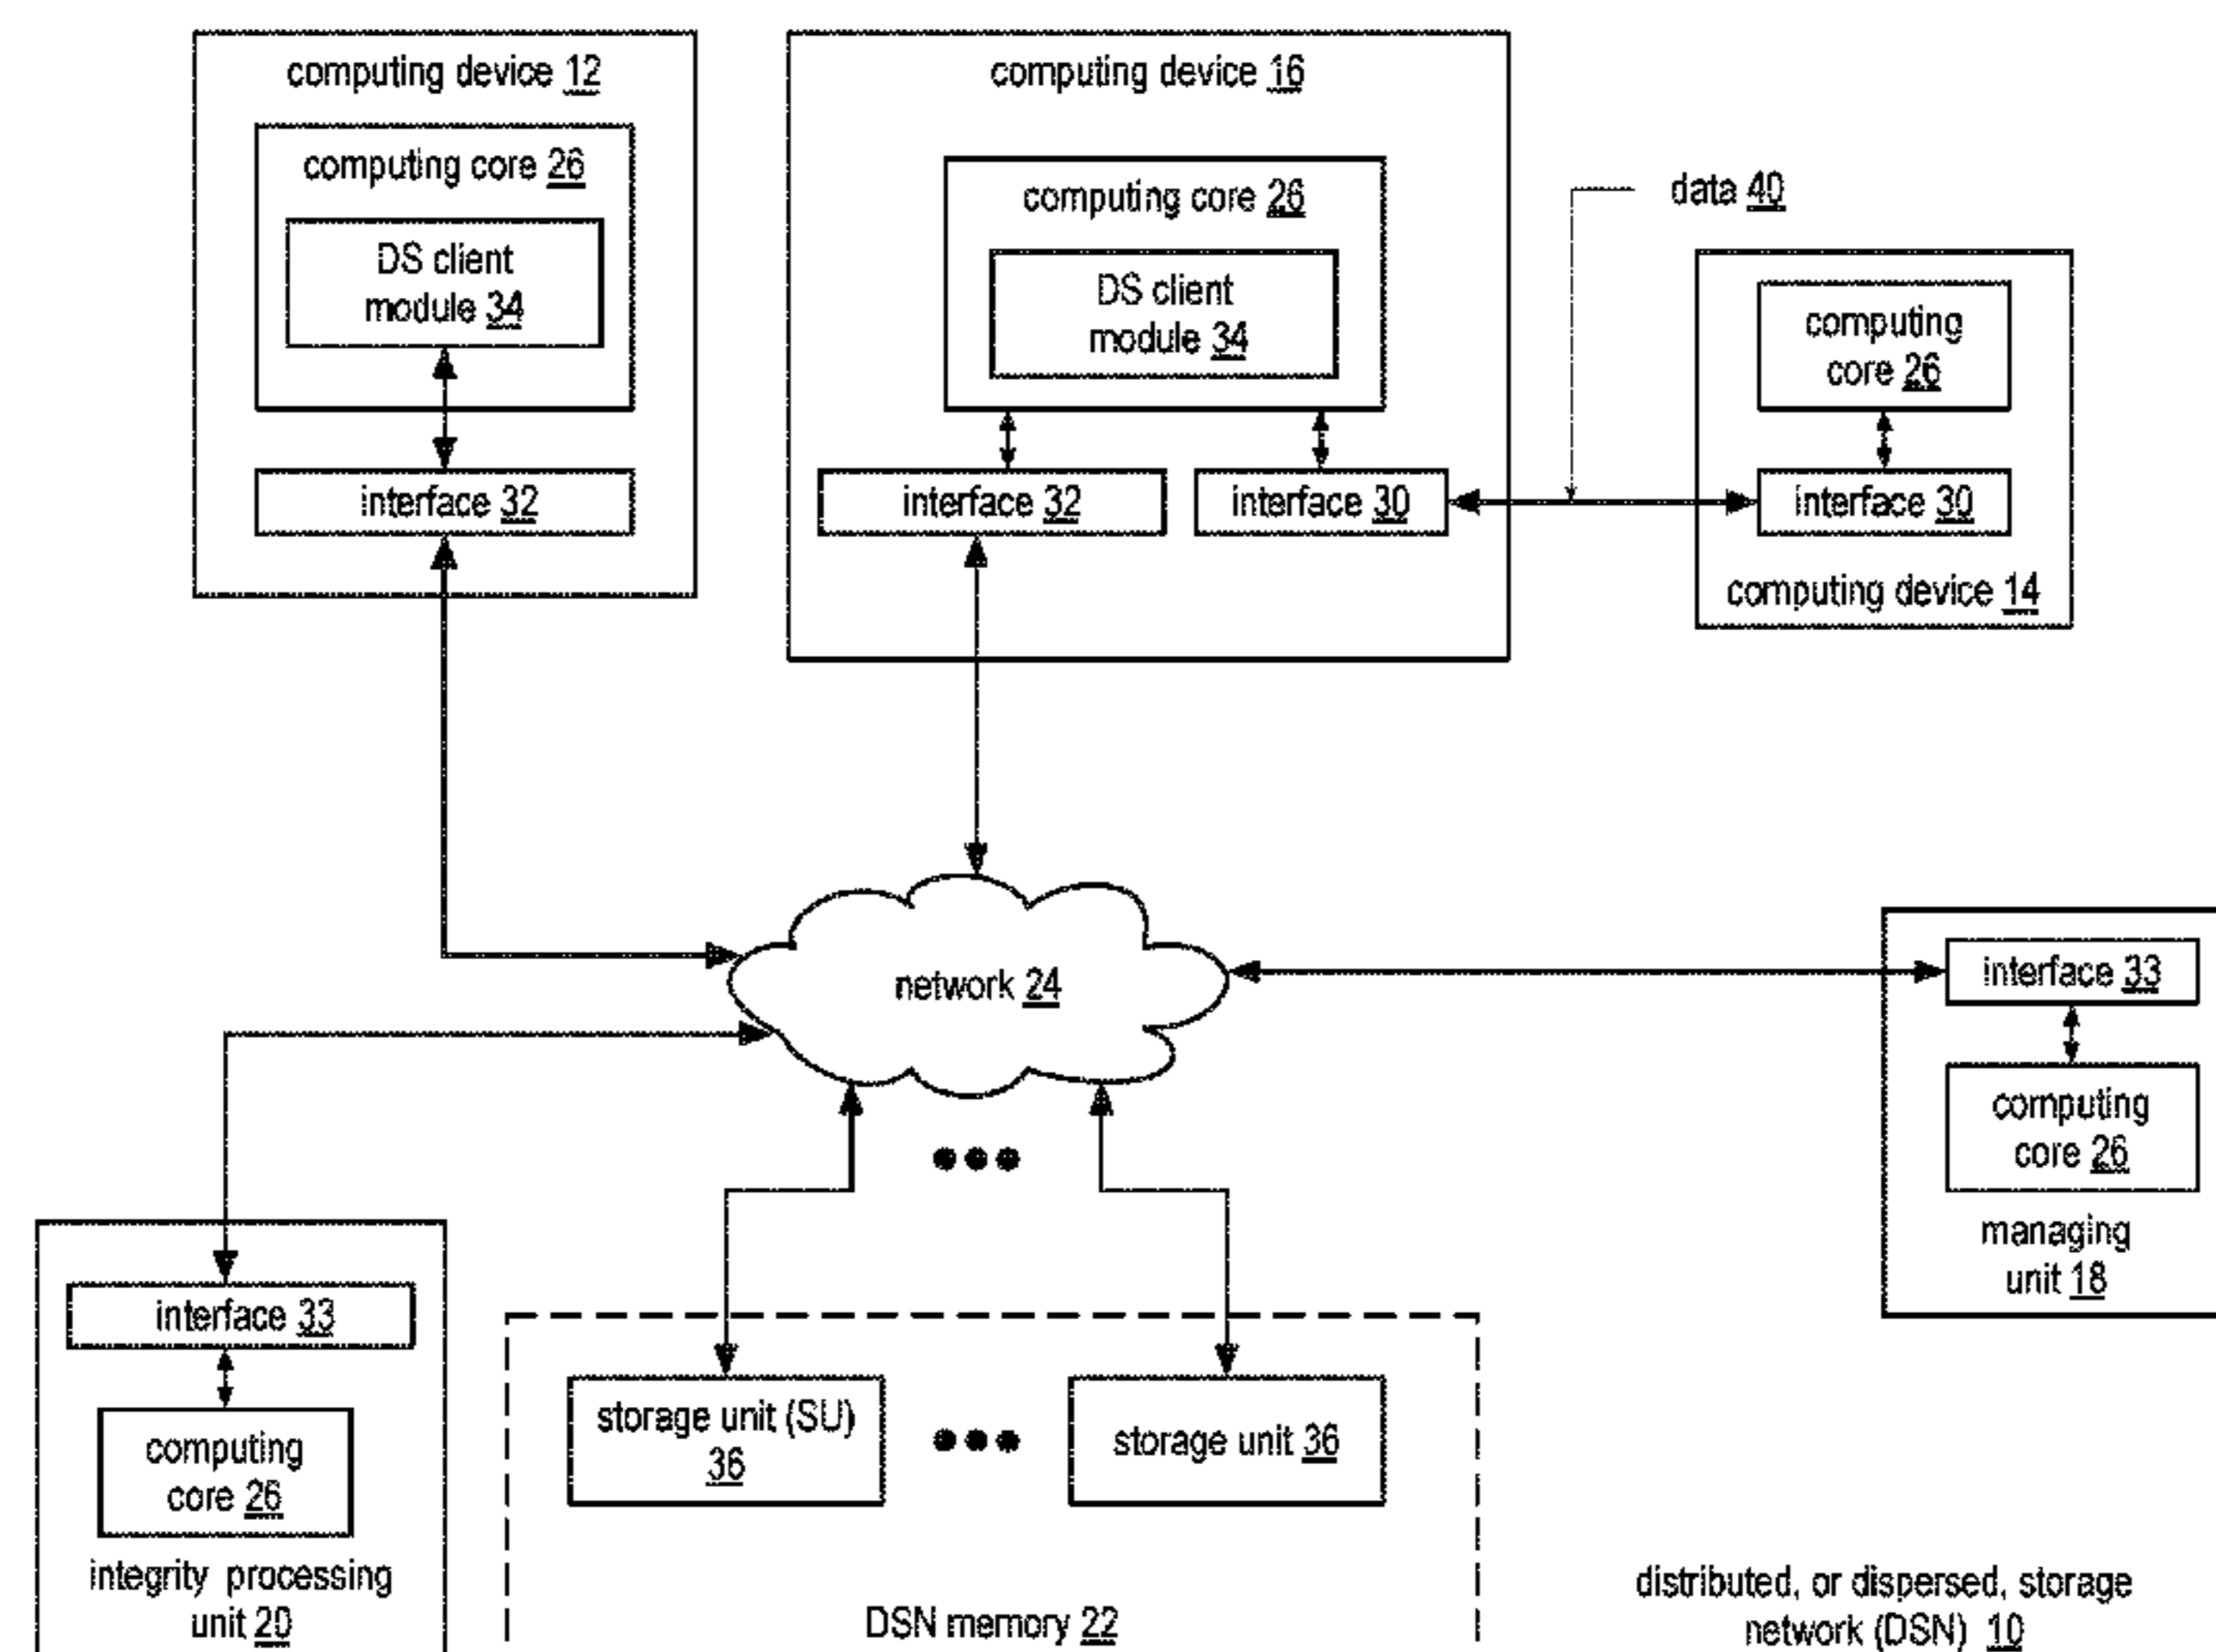 computing device 12
computing core 26
DS client
module 34
interface 32
computing device 16
computing core 26
DS client
module 34
interface 32
interface 30
data 40
computing
core 26
interface 30
computing device 14
network 24
interface 33
computing
core 26
managing
unit 18
interface 33
computing
core 26
integrity processing
unit 20
storage unit (SU)
36
storage unit 36
DSN memory 22
distributed, or dispersed, storage
network (DSN) 10